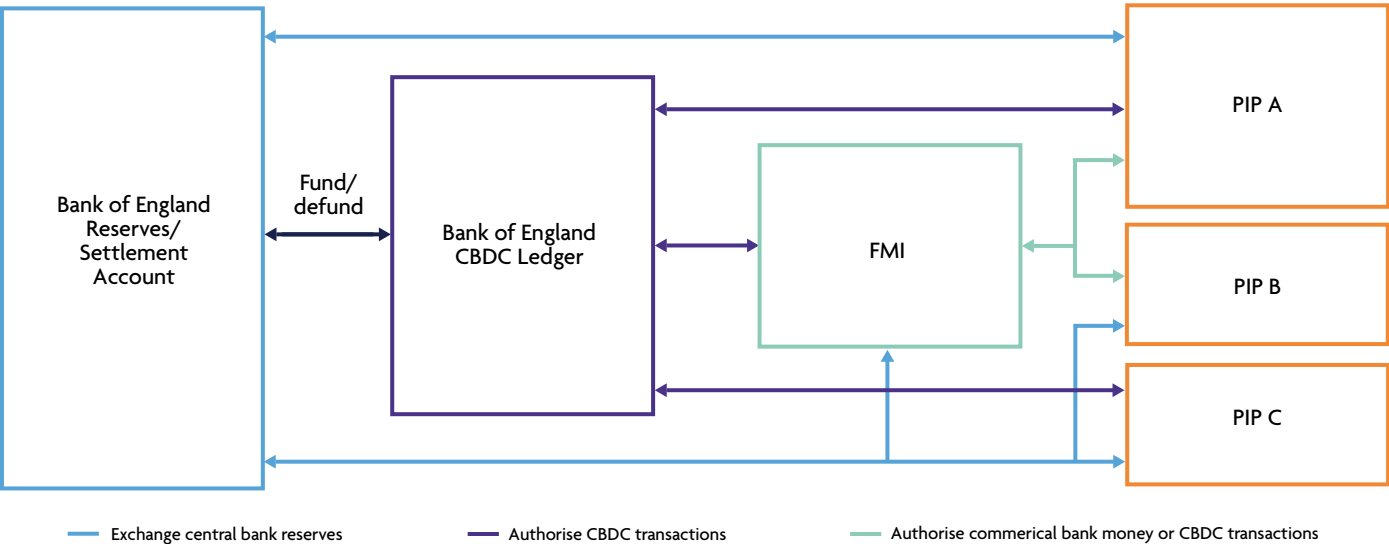 Bank of England
Reserves/
Settlement
Account
Fund/
defund
Bank of England
CBDC Ledger
FMI
PIP A
PIP B
PIP C
Exchange central bank reserves
Authorise CBDC transactions
Authorise commerical bank money or CBDC transactions